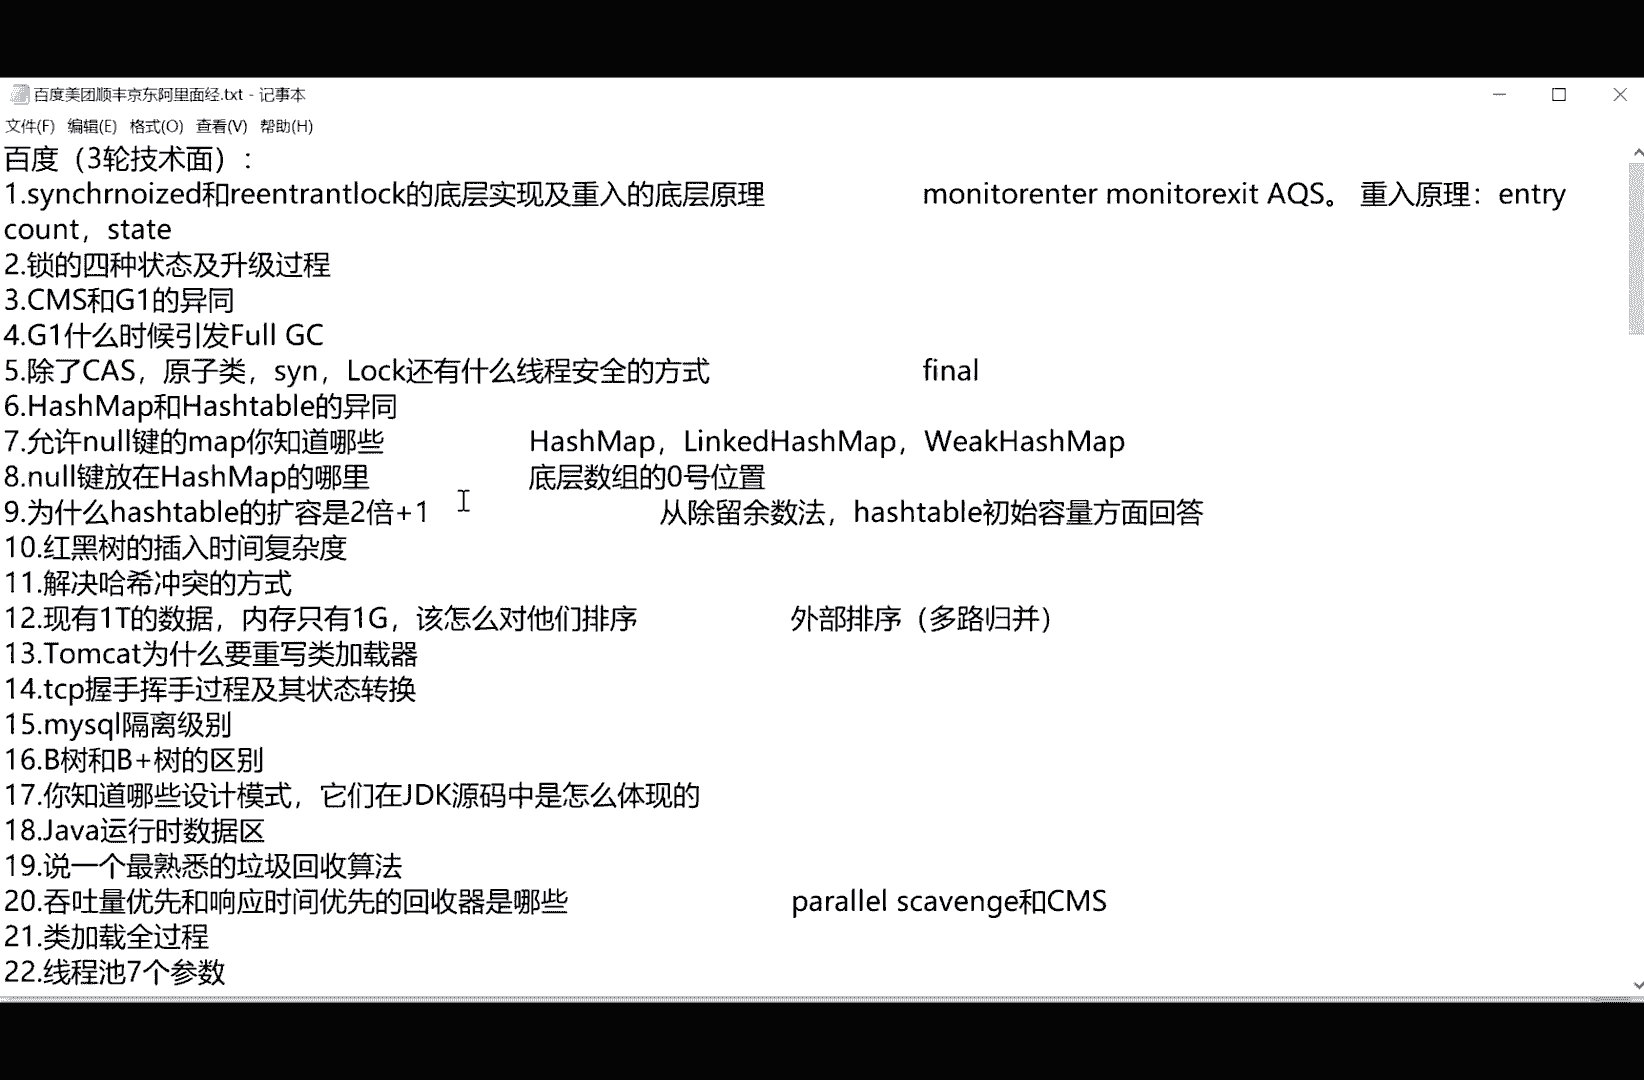 百度美团顺丰京东阿里面经.txt - 记事本
文件(F) 编辑(E) 格式(O) 查看(V) 帮助(H)
百度（3轮技术面）:
1.synchrnoized和reentrantlock的底层实现及重入的底层原理 monitorenter monitorexit AQS。 重入原理：entry
count，state
2.锁的四种状态及升级过程
3.CMS和G1的异同
4.G1什么时候引发Full GC
5.除了CAS，原子类，syn，Lock还有什么线程安全的方式 final
6.HashMap和Hashtable的异同
7.允许null键的map你知道哪些 HashMap，LinkedHashMap，WeakHashMap
8.null键放在HashMap的哪里 底层数组的0号位置
9.为什么hashtable的扩容是2倍+1 从除留余数法，hashtable初始容量方面回答
10.红黑树的插入时间复杂度
11.解决哈希冲突的方式
12.现有1T的数据，内存只有1G，该怎么对他们排序 外部排序（多路归并）
13.Tomcat为什么要重写类加载器
14.tcp握手挥手过程及其状态转换
15.mysql隔离级别
16.B树和B+树的区别
17.你知道哪些设计模式，它们在JDK源码中是怎么体现的
18.Java运行时数据区
19.说一个最熟悉的垃圾回收算法
20.吞吐量优先和响应时间优先的回收器是哪些 parallel scavenge和CMS
21.类加载全过程
22.线程池7个参数